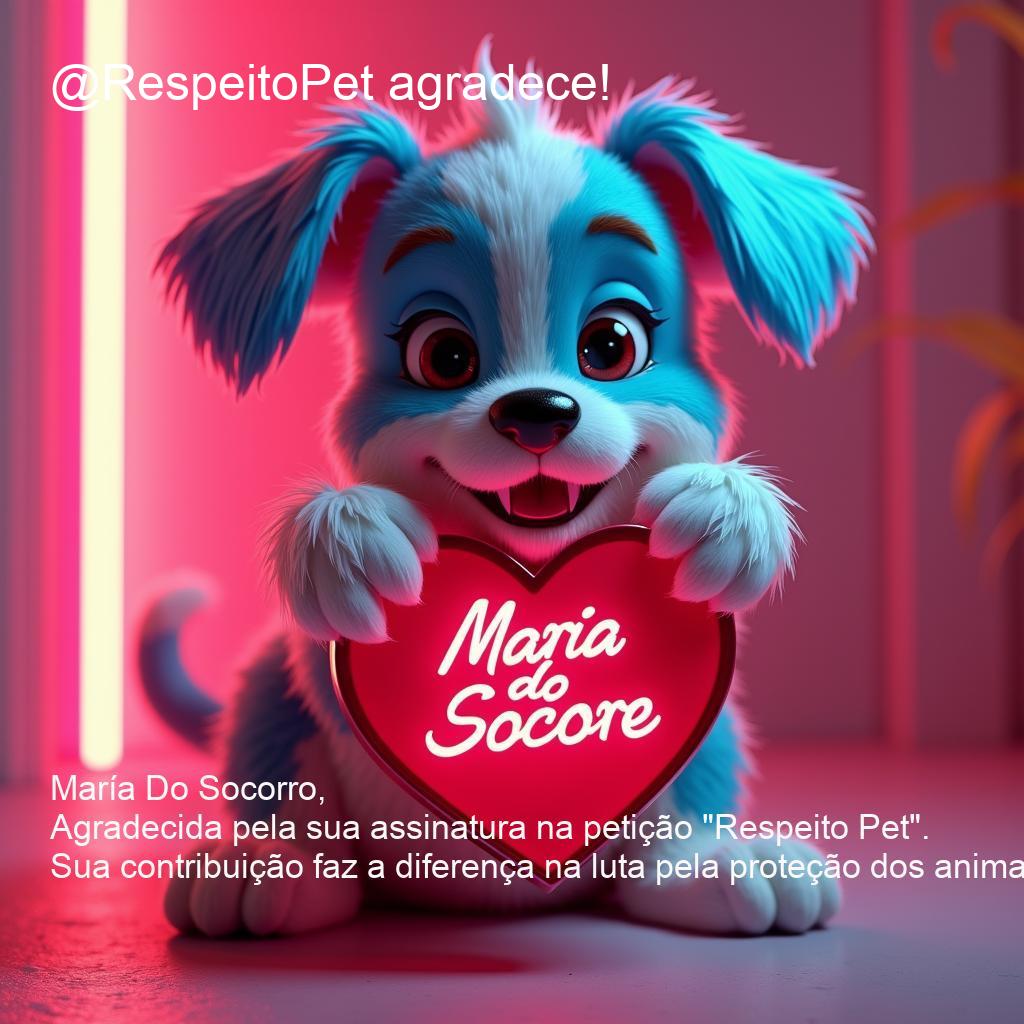 @RespeitoPet agradece!
Maria
do
Socore
María Do Socorro,
Agradecida pela sua assinatura na petição "Respeito Pet".
Sua contribuição faz a diferença na luta pela proteção dos anima